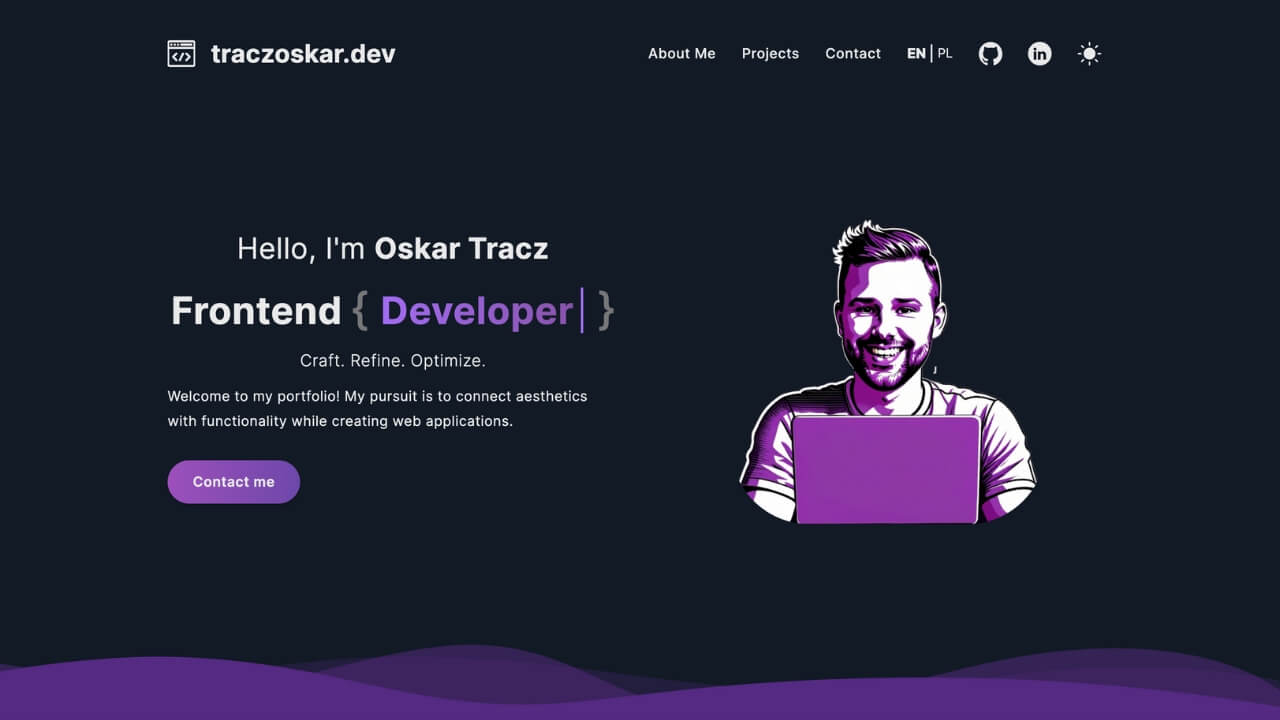 traczoskar.dev
About Me Projects Contact EN | PL in
Hello, I'm Oskar Tracz
Frontend { Developer| }
Craft. Refine. Optimize.
Welcome to my portfolio! My pursuit is to connect aesthetics
with functionality while creating web applications.
Contact me